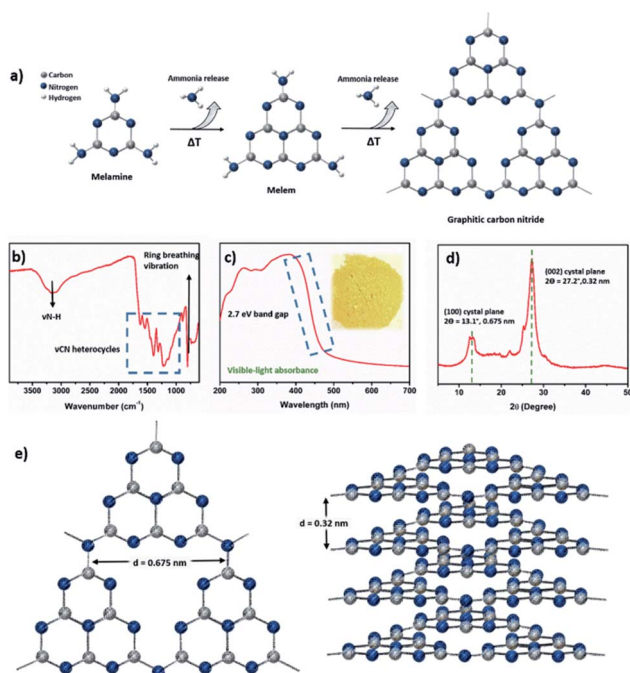 a)
Carbon
Nitrogen
Hydrogen
Ammonia release
Ammonia release
ΔT
ΔT
Melamine
Melem
Graphitic carbon nitride
b)
Ring breathing
vibration
νN-H
νCN heterocycles
3500 3000 2500 2000 1500 1000
Wavenumber (cm⁻¹)
c)
2.7 eV band gap
Visible-light absorbance
200 300 400 500 600 700
Wavelength (nm)
d)
(002) cystal plane
2Θ = 27.2°,0.32 nm
(100) cystal plane
2Θ = 13.1°, 0.675 nm
10 20 30 40 50
2θ (Degree)
e)
d = 0.675 nm
d = 0.32 nm